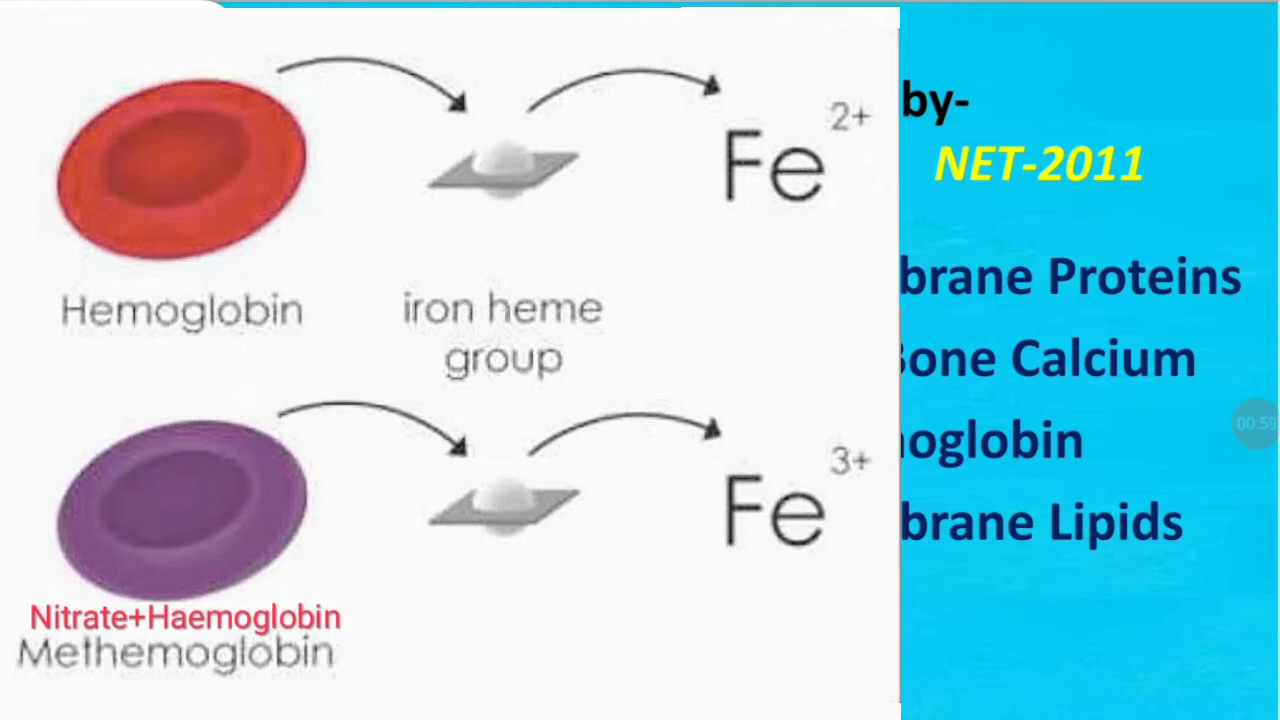 2+
Fe
Hemoglobin
iron heme
group
3+
Fe
Nitrate+Haemoglobin
Methemoglobin
by-
NET-2011
brane Proteins
Bone Calcium
oglobin
brane Lipids
00:59